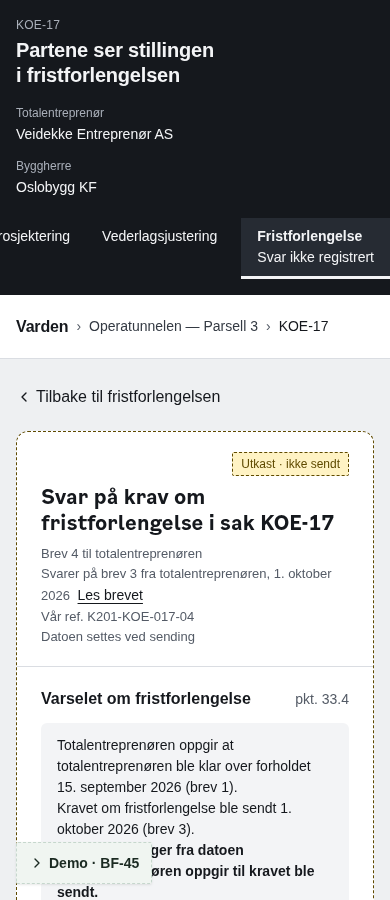 KOE-17
Partene ser stillingen
i fristforlengelsen
Totalentreprenør
Veidekke Entreprenør AS
Byggherre
Oslobygg KF
rosjektering
Vederlagsjustering
Fristforlengelse
Svar ikke registrert
Varden › Operatunnelen — Parsell 3 › KOE-17
Tilbake til fristforlengelsen
Utkast · ikke sendt
Svar på krav om
fristforlengelse i sak KOE-17
Brev 4 til totalentreprenøren
Svarer på brev 3 fra totalentreprenøren, 1. oktober
2026 Les brevet
Vår ref. K201-KOE-017-04
Datoen settes ved sending
Varselet om fristforlengelse pkt. 33.4
Totalentreprenøren oppgir at
totalentreprenøren ble klar over forholdet
15. september 2026 (brev 1).
Kravet om fristforlengelse ble sendt 1.
oktober 2026 (brev 3).
ger fra datoen
øren oppgir til kravet ble
sendt.
Demo · BF-45